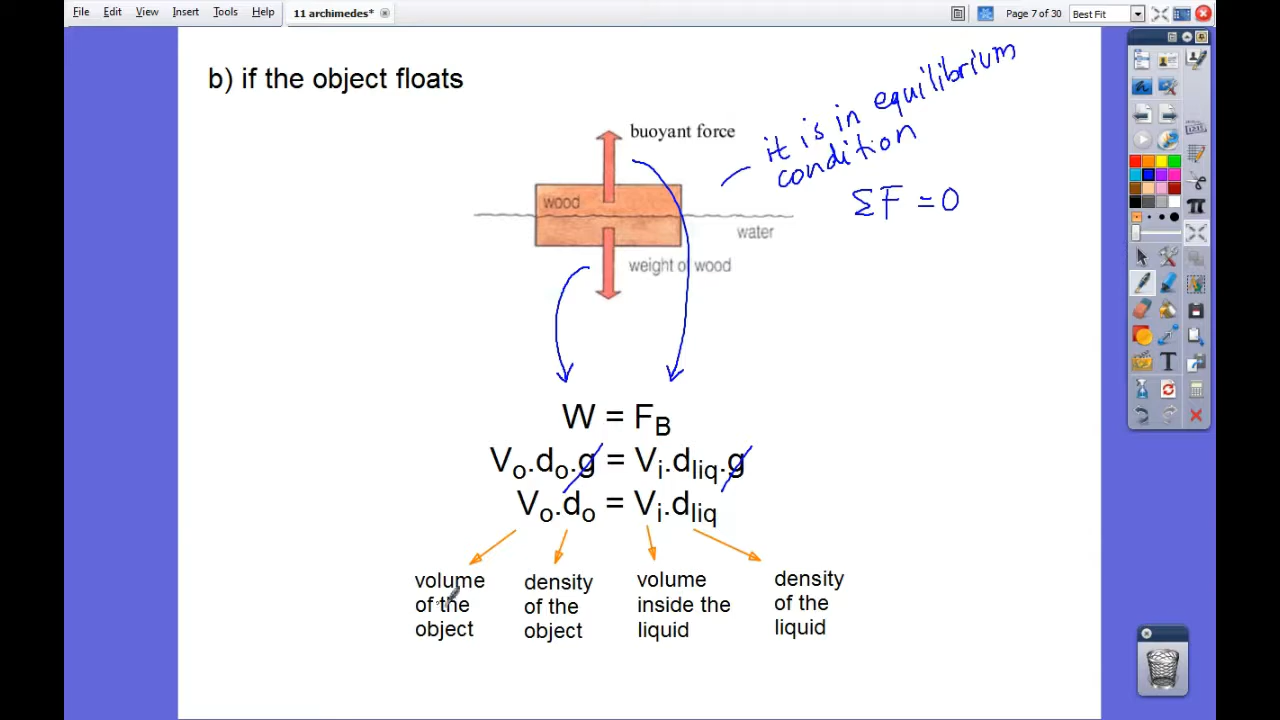 File Edit View Insert Tools Help 11 archimedes* Page 7 of 30 Best Fit
b) if the object floats
buoyant force
it is in equilibrium
condition
ΣF = 0
wood
water
weight of wood
W = F_B
V_o.d_o.g = V_i.d_liq.g
V_o.d_o = V_i.d_liq
volume of the object
density of the object
volume inside the liquid
density of the liquid